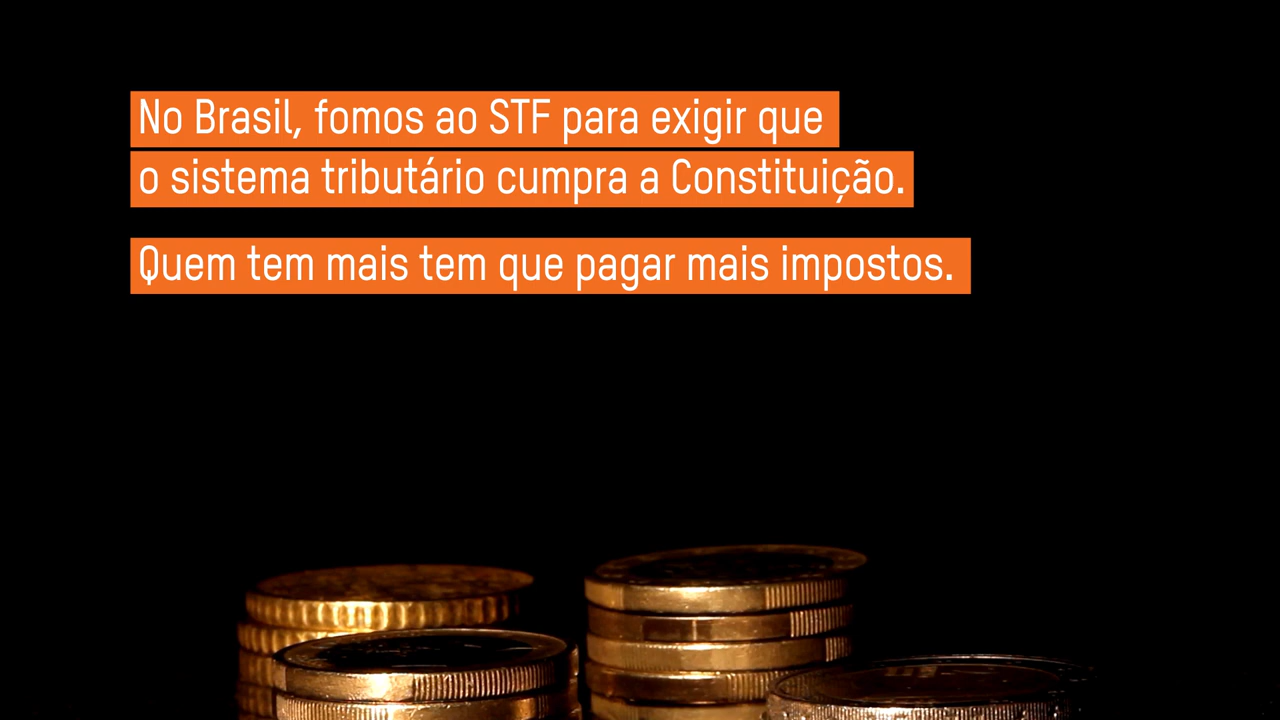 No Brasil, fomos ao STF para exigir que
o sistema tributário cumpra a Constituição.
Quem tem mais tem que pagar mais impostos.